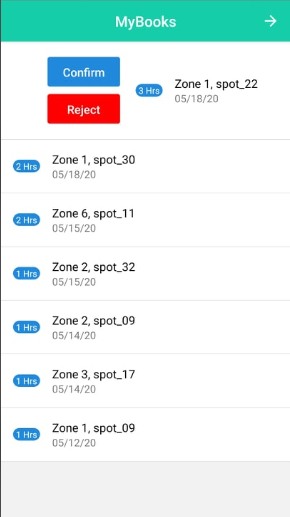 MyBooks
Confirm
Reject
3 Hrs
Zone 1, spot_22
05/18/20
2 Hrs
Zone 1, spot_30
05/18/20
2 Hrs
Zone 6, spot_11
05/15/20
1 Hrs
Zone 2, spot_32
05/15/20
1 Hrs
Zone 2, spot_09
05/14/20
1 Hrs
Zone 3, spot_17
05/14/20
1 Hrs
Zone 1, spot_09
05/12/20